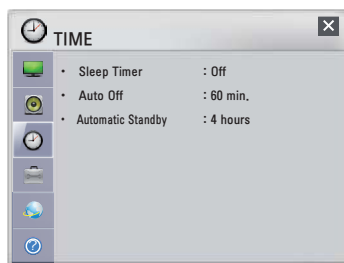 TIME
• Sleep Timer : Off
• Auto Off : 60 min.
• Automatic Standby : 4 hours